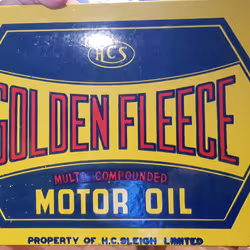 HCS
GOLDEN FLEECE
MULTI COMPOUNDED
MOTOR OIL
PROPERTY OF H.C.SLEIGH LIMITED